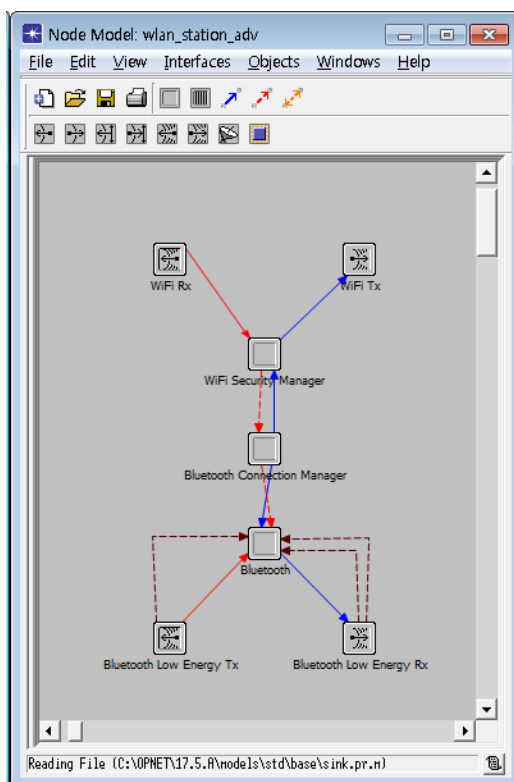 Node Model: wlan_station_adv
File Edit View Interfaces Objects Windows Help
WiFi Rx
WiFi Tx
WiFi Security Manager
Bluetooth Connection Manager
Bluetooth
Bluetooth Low Energy Tx
Bluetooth Low Energy Rx
Reading File (C:\OPNET\17.5.A\models\std\base\sink.pr.m)